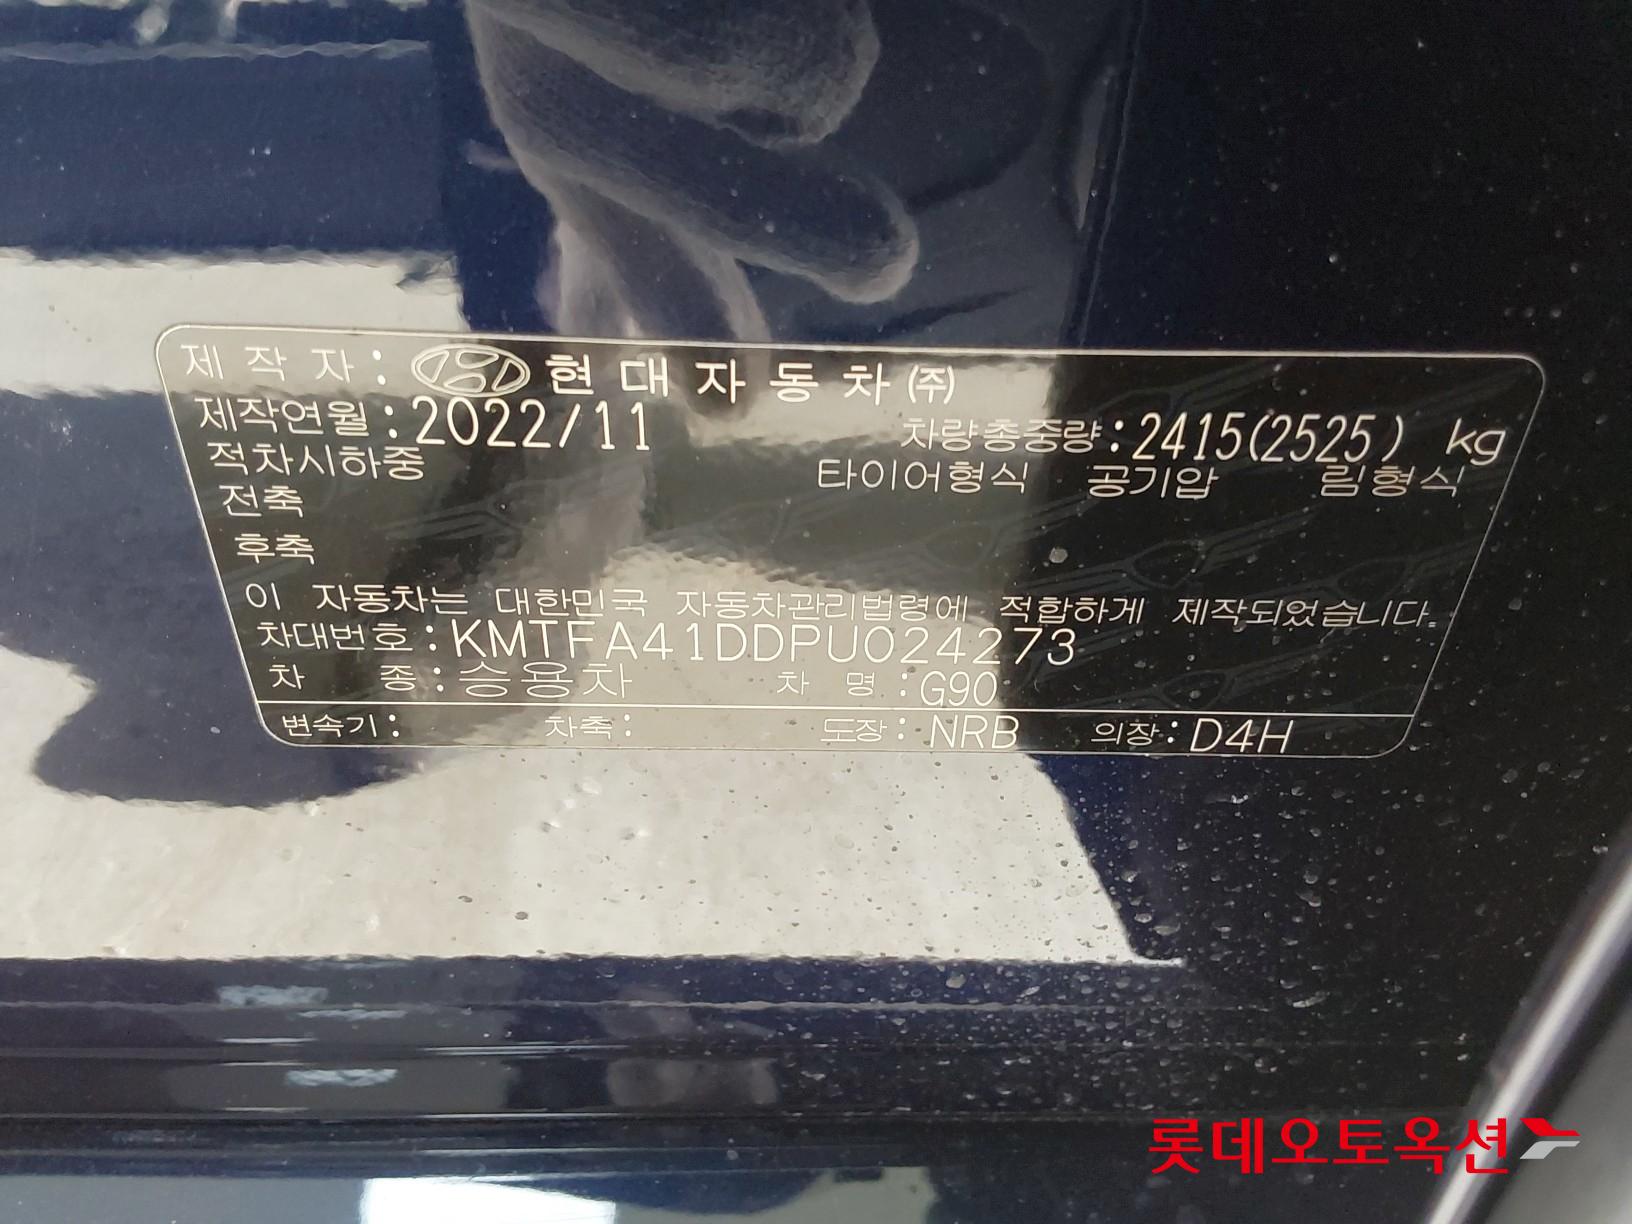 제 작 자 : 현 대 자 동 차 ㈜
제작연월 : 2022/11 차량총중량 : 2415(2525) kg
적차시하중 타이어형식 공기압 림형식
전축
후축
이 자동차는 대한민국 자동차관리법령에 적합하게 제작되었습니다.
차대번호 : KMTFA41DDPU024273
차 종 : 승용차 차 명 : G90
변속기 : 차축 : 도장 : NRB 의장 : D4H
롯데오토옥션